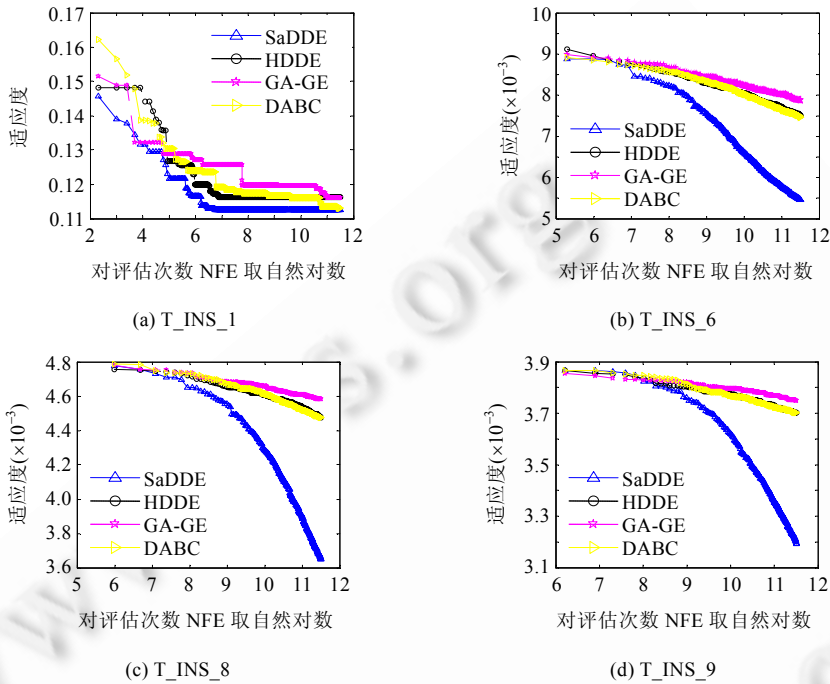 适应度
0.17
0.16
0.15
0.14
0.13
0.12
0.11
SaDDE
HDDE
GA-GE
DABC
2 4 6 8 10 12
对评估次数 NFE 取自然对数
(a) T_INS_1
适应度(×10⁻³)
10
9
8
7
6
5
SaDDE
HDDE
GA-GE
DABC
5 6 7 8 9 10 11 12
对评估次数 NFE 取自然对数
(b) T_INS_6
适应度(×10⁻³)
4.8
4.6
4.4
4.2
4.0
3.8
3.6
SaDDE
HDDE
GA-GE
DABC
5 6 7 8 9 10 11 12
对评估次数 NFE 取自然对数
(c) T_INS_8
适应度(×10⁻³)
3.9
3.7
3.5
3.3
3.1
SaDDE
HDDE
GA-GE
DABC
6 7 8 9 10 11 12
对评估次数 NFE 取自然对数
(d) T_INS_9